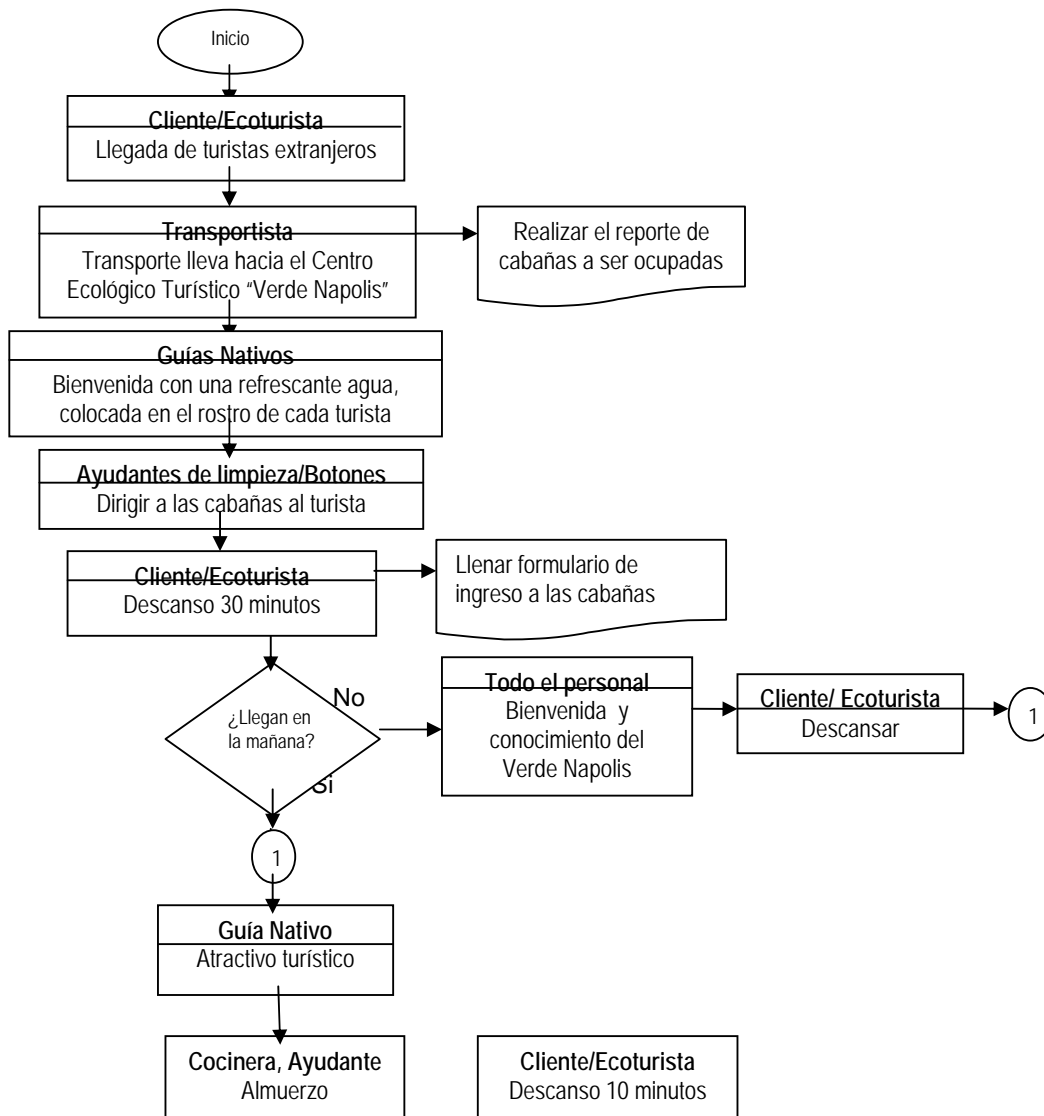 Inicio
Cliente/Ecoturista
Llegada de turistas extranjeros
Transportista
Transporte lleva hacia el Centro
Ecológico Turístico “Verde Napolis”
Realizar el reporte de
cabañas a ser ocupadas
Guías Nativos
Bienvenida con una refrescante agua,
colocada en el rostro de cada turista
Ayudantes de limpieza/Botones
Dirigir a las cabañas al turista
Cliente/Ecoturista
Descanso 30 minutos
Llenar formulario de
ingreso a las cabañas
¿Llegan en
la mañana?
No
Todo el personal
Bienvenida y
conocimiento del
Verde Napolis
Cliente/ Ecoturista
Descansar
1
Si
1
Guía Nativo
Atractivo turístico
Cocinera, Ayudante
Almuerzo
Cliente/Ecoturista
Descanso 10 minutos